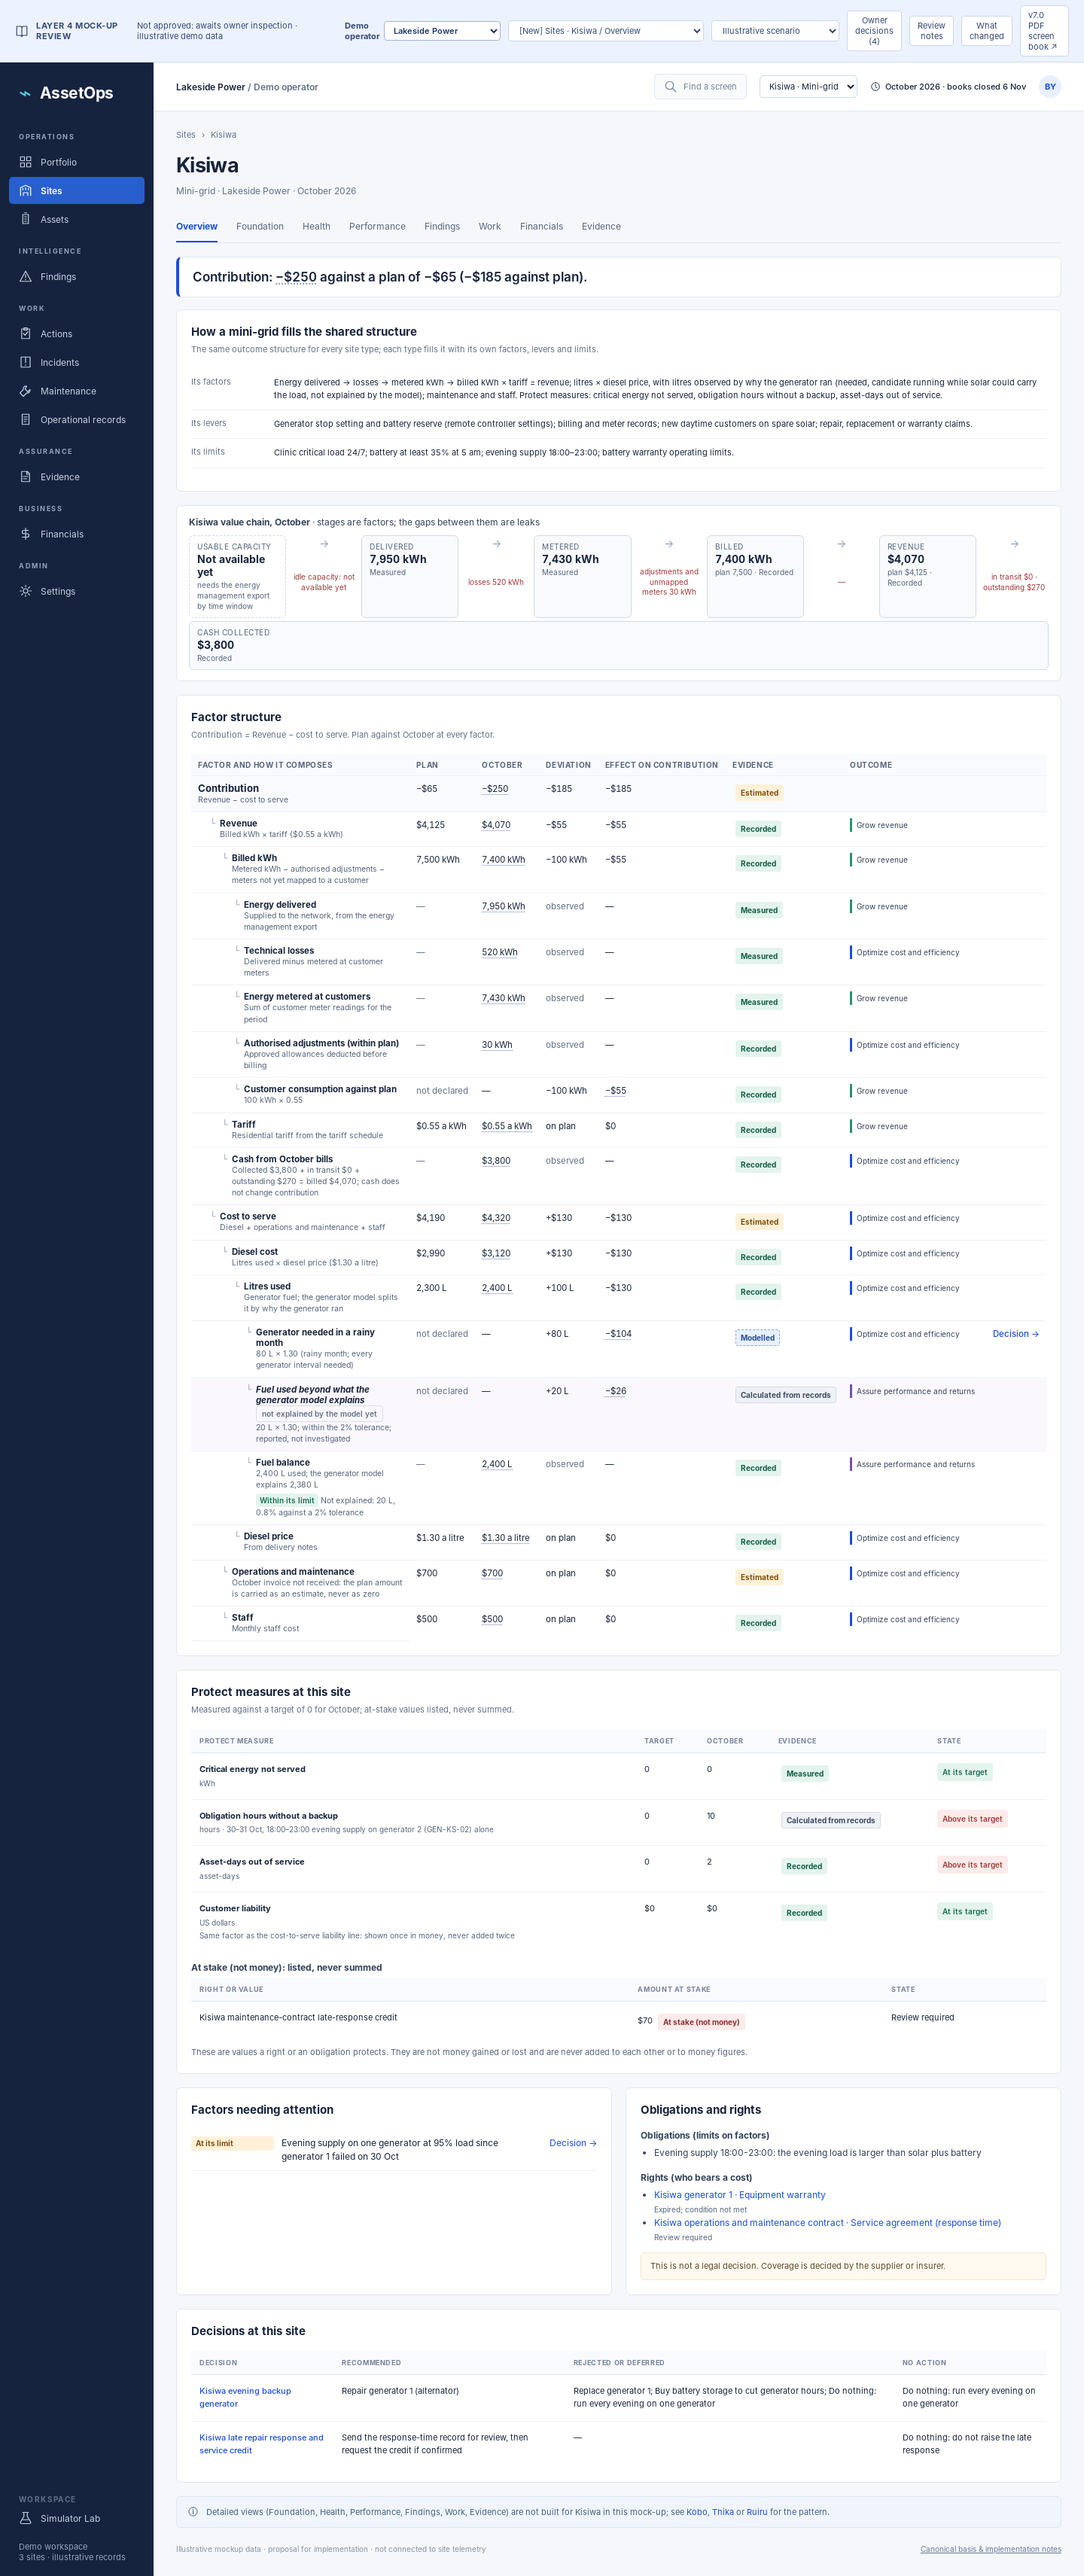 LAYER 4 MOCK-UP REVIEW
Not approved: awaits owner inspection · illustrative demo data
Demo operator
Lakeside Power
[New] Sites · Kisiwa / Overview
Illustrative scenario
Owner decisions (4)
Review notes
What changed
v7.0 PDF screen book ↗
AssetOps
Lakeside Power / Demo operator
Find a screen
Kisiwa · Mini-grid
October 2026 · books closed 6 Nov
BY
OPERATIONS
Portfolio
Sites
Assets
INTELLIGENCE
Findings
WORK
Actions
Incidents
Maintenance
Operational records
ASSURANCE
Evidence
BUSINESS
Financials
ADMIN
Settings
WORKSPACE
Simulator Lab
Demo workspace
3 sites · illustrative records
Sites › Kisiwa
Kisiwa
Mini-grid · Lakeside Power · October 2026
Overview Foundation Health Performance Findings Work Financials Evidence
Contribution: −$250 against a plan of −$65 (−$185 against plan).
How a mini-grid fills the shared structure
The same outcome structure for every site type; each type fills it with its own factors, levers and limits.
Its factors
Energy delivered → losses → metered kWh → billed kWh × tariff = revenue; litres × diesel price, with litres observed by why the generator ran (needed, candidate running while solar could carry
the load, not explained by the model); maintenance and staff. Protect measures: critical energy not served, obligation hours without a backup, asset-days out of service.
Its levers
Generator stop setting and battery reserve (remote controller settings); billing and meter records; new daytime customers on spare solar; repair, replacement or warranty claims.
Its limits
Clinic critical load 24/7; battery at least 35% at 5 am; evening supply 18:00–23:00; battery warranty operating limits.
Kisiwa value chain, October · stages are factors; the gaps between them are leaks
USABLE CAPACITY
Not available yet
needs the energy management export by time window
→
idle capacity: not available yet
DELIVERED
7,950 kWh
Measured
→
losses 520 kWh
METERED
7,430 kWh
Measured
→
adjustments and unmapped meters 30 kWh
BILLED
7,400 kWh
plan 7,500 · Recorded
→
—
REVENUE
$4,070
plan $4,125 · Recorded
→
in transit $0 · outstanding $270
CASH COLLECTED
$3,800
Recorded
Factor structure
Contribution = Revenue − cost to serve. Plan against October at every factor.
FACTOR AND HOW IT COMPOSES PLAN OCTOBER DEVIATION EFFECT ON CONTRIBUTION EVIDENCE OUTCOME
Contribution −$65 −$250 −$185 −$185 Estimated
Revenue − cost to serve
└ Revenue $4,125 $4,070 −$55 −$55 Recorded Grow revenue
Billed kWh × tariff ($0.55 a kWh)
└ Billed kWh 7,500 kWh 7,400 kWh −100 kWh −$55 Recorded Grow revenue
Metered kWh − authorised adjustments −
meters not yet mapped to a customer
└ Energy delivered — 7,950 kWh observed — Measured Grow revenue
Supplied to the network, from the energy
management export
└ Technical losses — 520 kWh observed — Measured Optimize cost and efficiency
Delivered minus metered at customer
meters
└ Energy metered at customers — 7,430 kWh observed — Measured Grow revenue
Sum of customer meter readings for the
period
└ Authorised adjustments (within plan) — 30 kWh observed — Recorded Optimize cost and efficiency
Approved allowances deducted before
billing
└ Customer consumption against plan not declared — −100 kWh −$55 Recorded Grow revenue
100 kWh × 0.55
└ Tariff $0.55 a kWh $0.55 a kWh on plan $0 Recorded Grow revenue
Residential tariff from the tariff schedule
└ Cash from October bills — $3,800 observed — Recorded Optimize cost and efficiency
Collected $3,800 + in transit $0 +
outstanding $270 = billed $4,070; cash does
not change contribution
└ Cost to serve $4,190 $4,320 +$130 −$130 Estimated Optimize cost and efficiency
Diesel + operations and maintenance + staff
└ Diesel cost $2,990 $3,120 +$130 −$130 Recorded Optimize cost and efficiency
Litres used × diesel price ($1.30 a litre)
└ Litres used 2,300 L 2,400 L +100 L −$130 Recorded Optimize cost and efficiency
Generator fuel; the generator model splits
it by why the generator ran
└ Generator needed in a rainy month not declared — +80 L −$104 Modelled Optimize cost and efficiency Decision →
80 L × 1.30 (rainy month; every
generator interval needed)
└ Fuel used beyond what the generator model explains not declared — +20 L −$26 Calculated from records Assure performance and returns
not explained by the model yet
20 L × 1.30; within the 2% tolerance;
reported, not investigated
└ Fuel balance — 2,400 L observed — Recorded Assure performance and returns
2,400 L used; the generator model
explains 2,380 L
Within its limit Not explained: 20 L,
0.8% against a 2% tolerance
└ Diesel price $1.30 a litre $1.30 a litre on plan $0 Recorded Optimize cost and efficiency
From delivery notes
└ Operations and maintenance $700 $700 on plan $0 Estimated Optimize cost and efficiency
October invoice not received: the plan amount
is carried as an estimate, never as zero
└ Staff $500 $500 on plan $0 Recorded Optimize cost and efficiency
Monthly staff cost
Protect measures at this site
Measured against a target of 0 for October; at-stake values listed, never summed.
PROTECT MEASURE TARGET OCTOBER EVIDENCE STATE
Critical energy not served 0 0 Measured At its target
kWh
Obligation hours without a backup 0 10 Calculated from records Above its target
hours · 30–31 Oct, 18:00–23:00 evening supply on generator 2 (GEN-KS-02) alone
Asset-days out of service 0 2 Recorded Above its target
asset-days
Customer liability $0 $0 Recorded At its target
US dollars
Same factor as the cost-to-serve liability line: shown once in money, never added twice
At stake (not money): listed, never summed
RIGHT OR VALUE AMOUNT AT STAKE STATE
Kisiwa maintenance-contract late-response credit $70 At stake (not money) Review required
These are values a right or an obligation protects. They are not money gained or lost and are never added to each other or to money figures.
Factors needing attention
At its limit Evening supply on one generator at 95% load since Decision →
generator 1 failed on 30 Oct
Obligations and rights
Obligations (limits on factors)
• Evening supply 18:00-23:00: the evening load is larger than solar plus battery
Rights (who bears a cost)
• Kisiwa generator 1 · Equipment warranty
Expired; condition not met
• Kisiwa operations and maintenance contract · Service agreement (response time)
Review required
This is not a legal decision. Coverage is decided by the supplier or insurer.
Decisions at this site
DECISION RECOMMENDED REJECTED OR DEFERRED NO ACTION
Kisiwa evening backup generator
Repair generator 1 (alternator)
Replace generator 1; Buy battery storage to cut generator hours; Do nothing: run every evening on one generator
Do nothing: run every evening on one generator
Kisiwa late repair response and service credit
Send the response-time record for review, then request the credit if confirmed
—
Do nothing: do not raise the late response
Detailed views (Foundation, Health, Performance, Findings, Work, Evidence) are not built for Kisiwa in this mock-up; see Kobo, Thika or Ruiru for the pattern.
Illustrative mockup data · proposal for implementation · not connected to site telemetry
Canonical basis & implementation notes